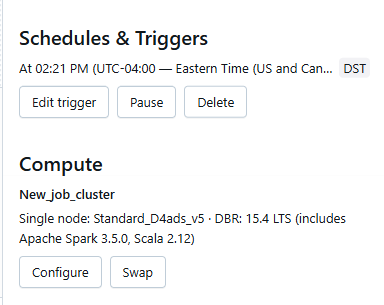 Schedules & Triggers
At 02:21 PM (UTC-04:00 — Eastern Time (US and Can... DST
Edit trigger Pause Delete
Compute
New_job_cluster
Single node: Standard_D4ads_v5 · DBR: 15.4 LTS (includes
Apache Spark 3.5.0, Scala 2.12)
Configure Swap